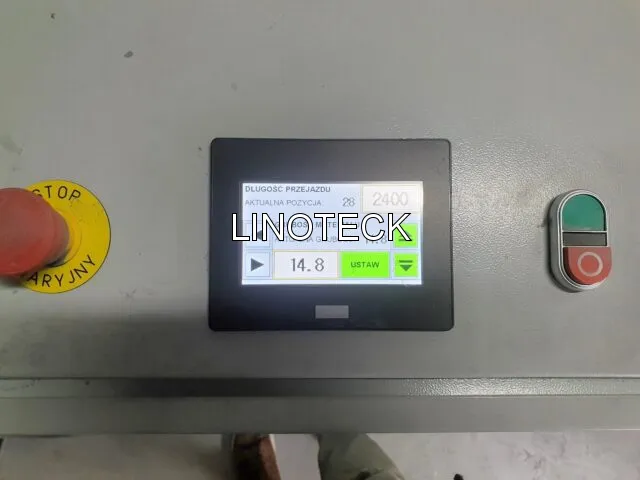 STOP
ARYJNY
DŁUGOŚĆ PRZEJAZDU
AKTUALNA POZYCJA 28 2400
LINOTECK
14.8 USTAW